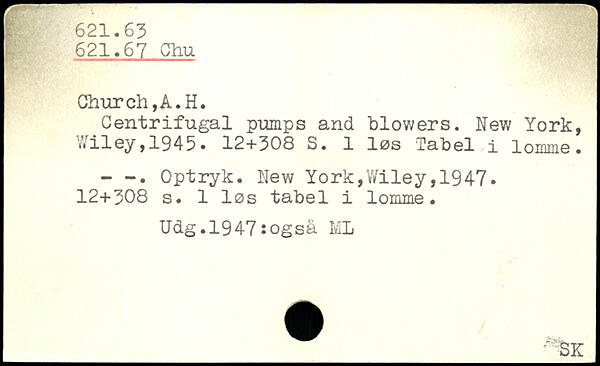 621.63
621.67 Chu
Church,A.H.
Centrifugal pumps and blowers. New York,
Wiley,1945. 12+308 S. 1 løs Tabel i lomme.
- -. Optryk. New York,Wiley,1947.
12+308 s. 1 løs tabel i lomme.
Udg.1947:også ML
SK